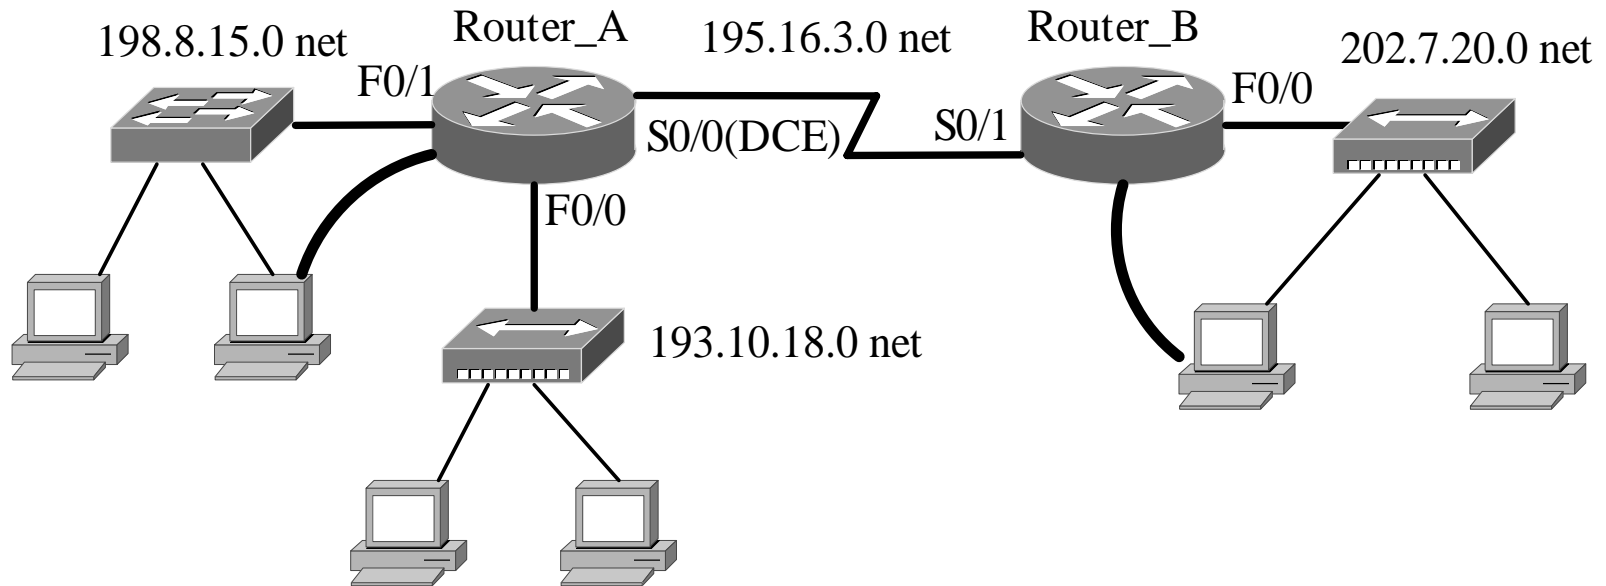 Router_A
Router_B
198.8.15.0 net
195.16.3.0 net
202.7.20.0 net
F0/1
F0/0
S0/0(DCE)
S0/1
F0/0
193.10.18.0 net